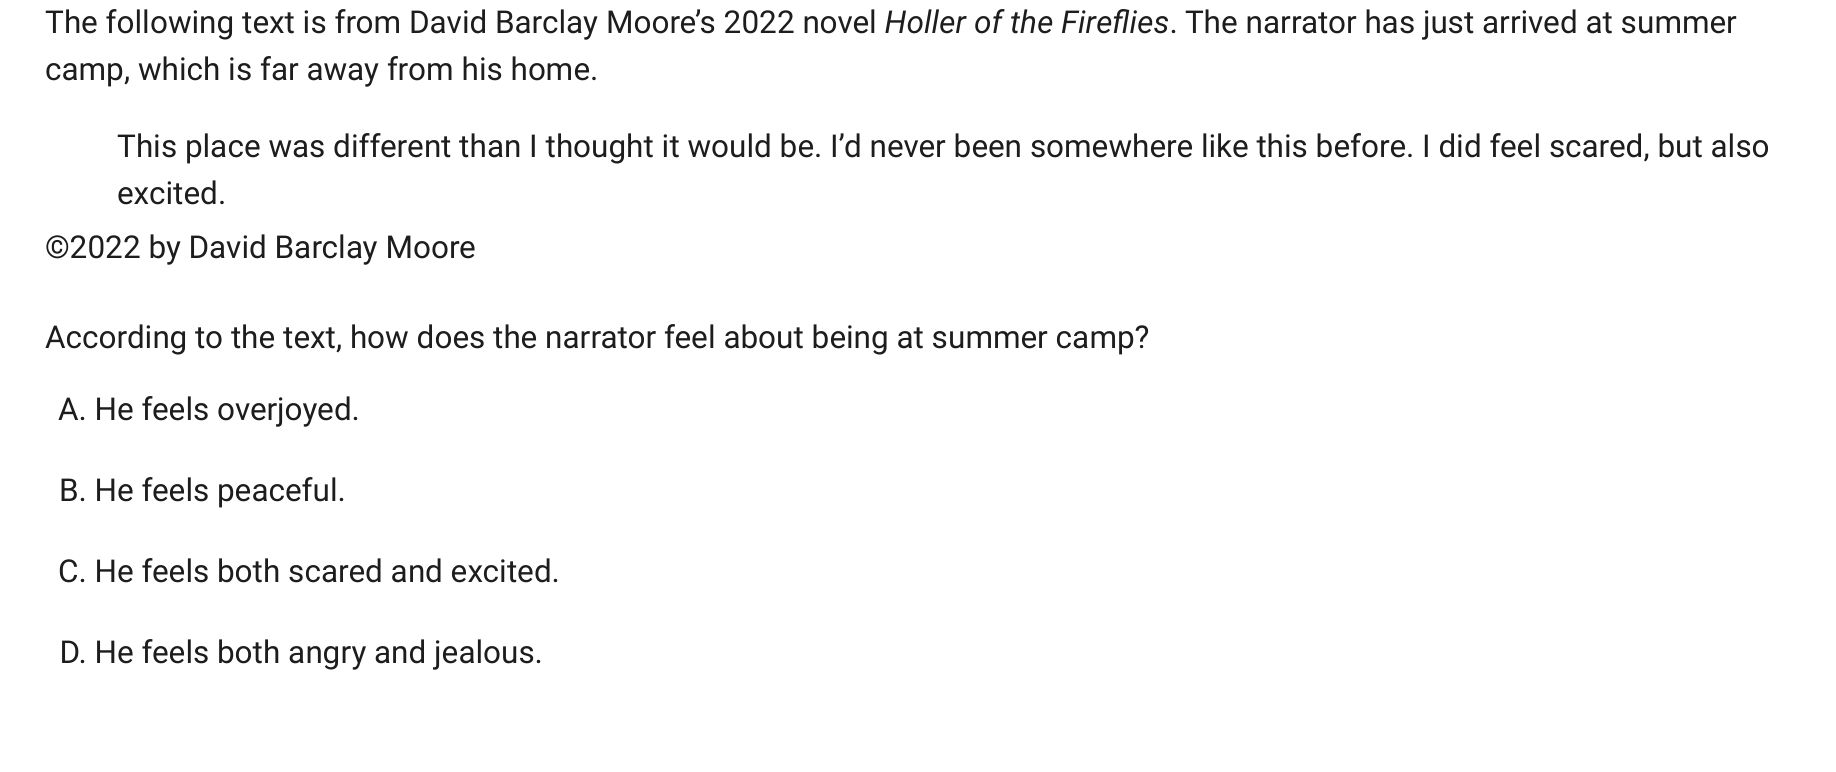 The following text is from David Barclay Moore’s 2022 novel Holler of the Fireflies. The narrator has just arrived at summer
camp, which is far away from his home.
This place was different than I thought it would be. I’d never been somewhere like this before. I did feel scared, but also
excited.
©2022 by David Barclay Moore
According to the text, how does the narrator feel about being at summer camp?
A. He feels overjoyed.
B. He feels peaceful.
C. He feels both scared and excited.
D. He feels both angry and jealous.